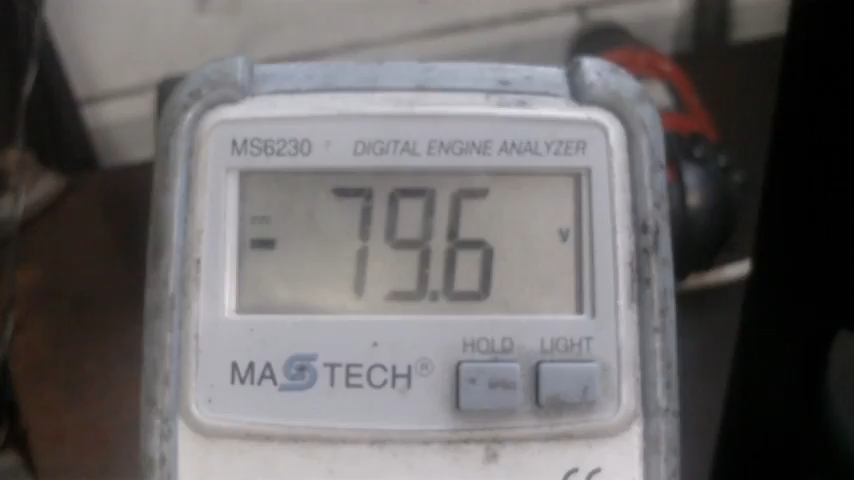 MS6230 DIGITAL ENGINE ANALYZER
- 79.6 V
HOLD LIGHT
MASTECH®